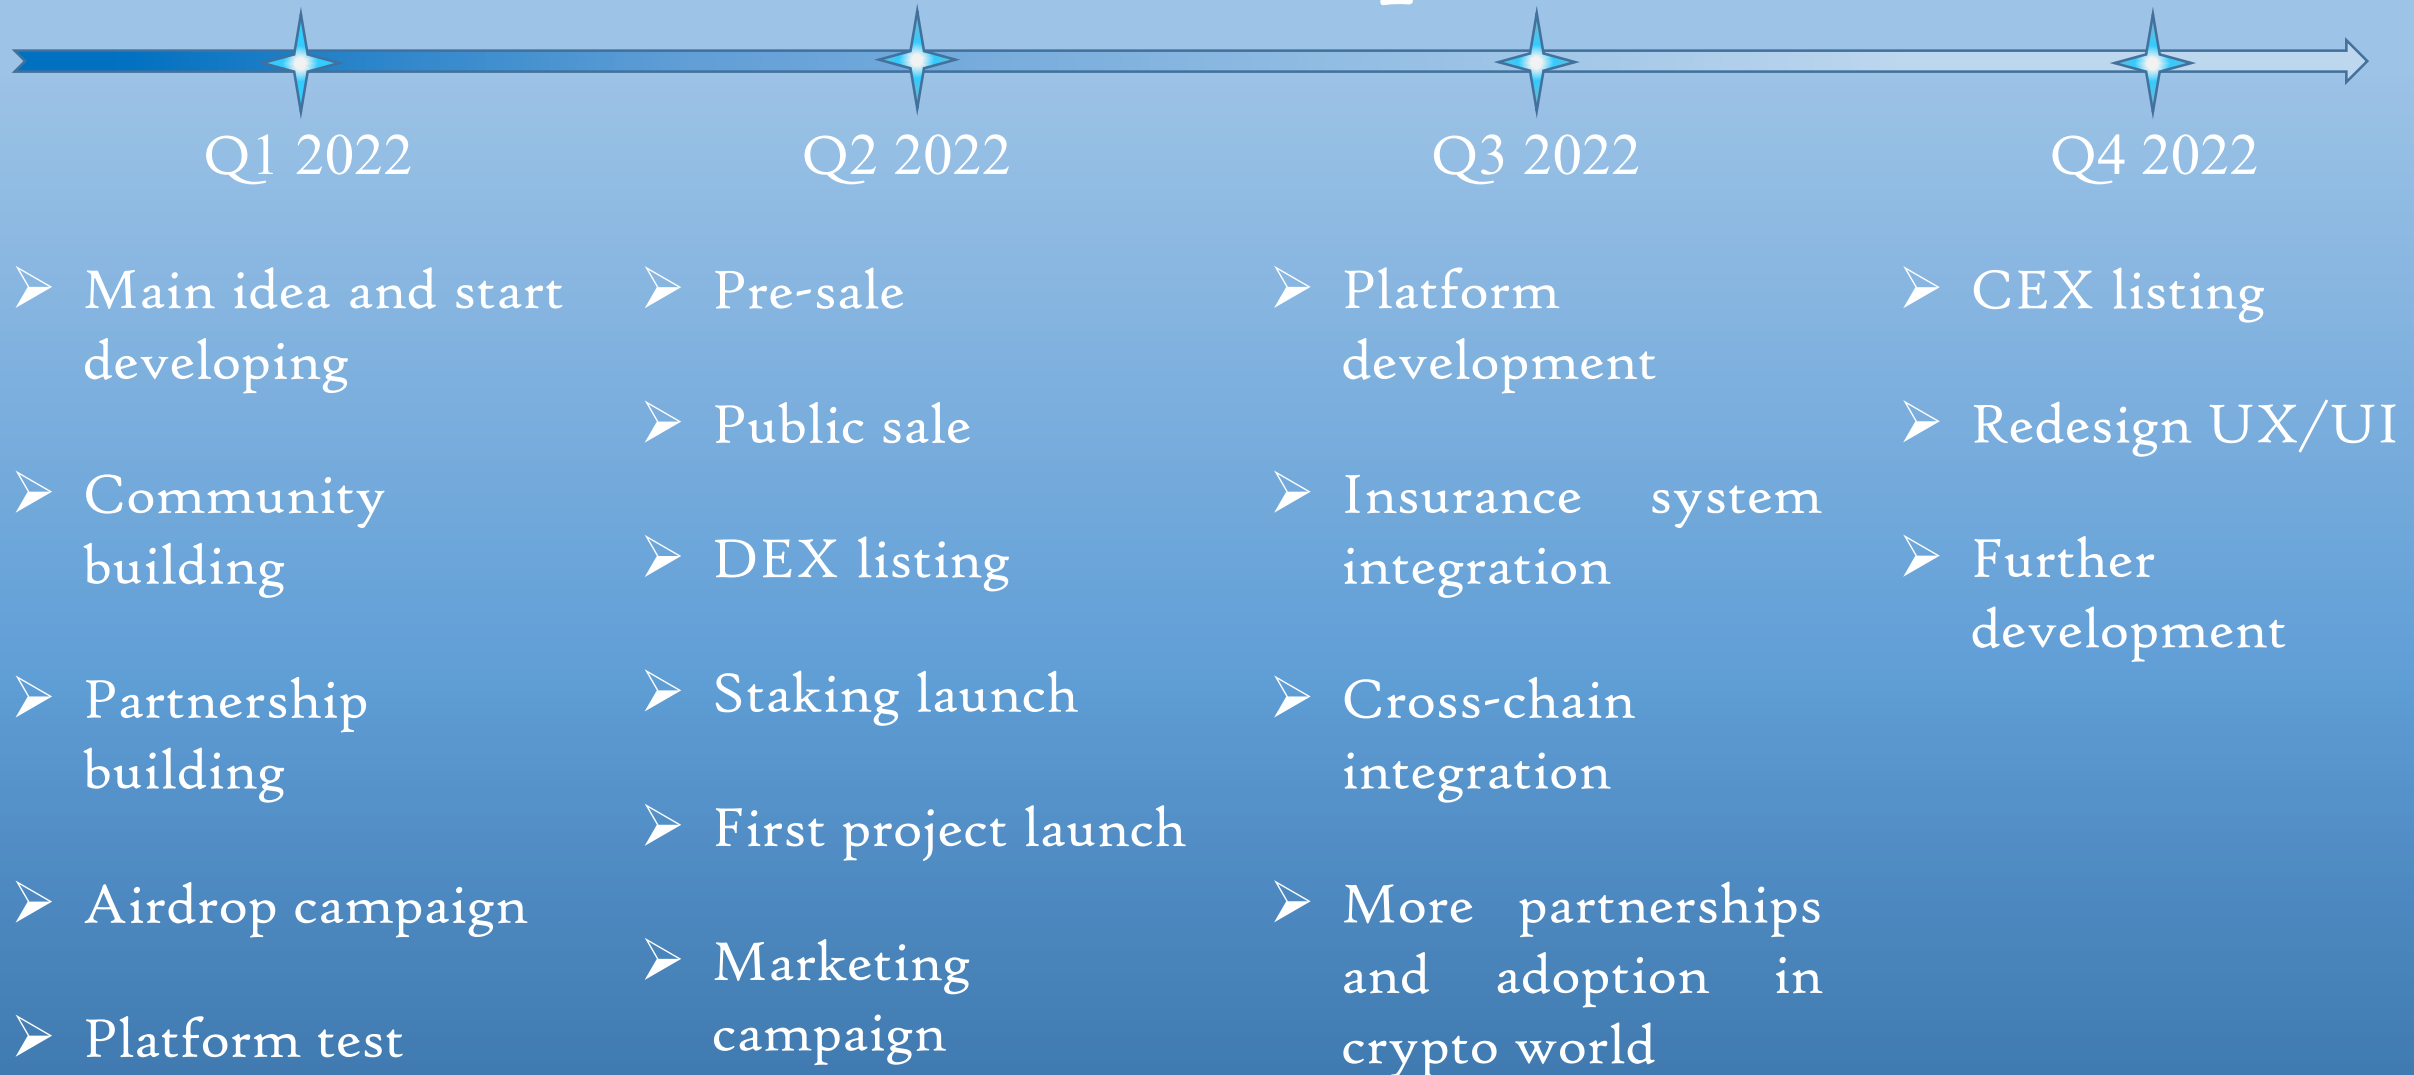 Q1 2022
Main idea and start
developing
Community
building
Partnership
building
Airdrop campaign
Platform test
Q2 2022
Pre-sale
Public sale
DEX listing
Staking launch
First project launch
Marketing
campaign
Q3 2022
Platform
development
Insurance system
integration
Cross-chain
integration
More partnerships
and adoption in
crypto world
Q4 2022
CEX listing
Redesign UX/UI
Further
development